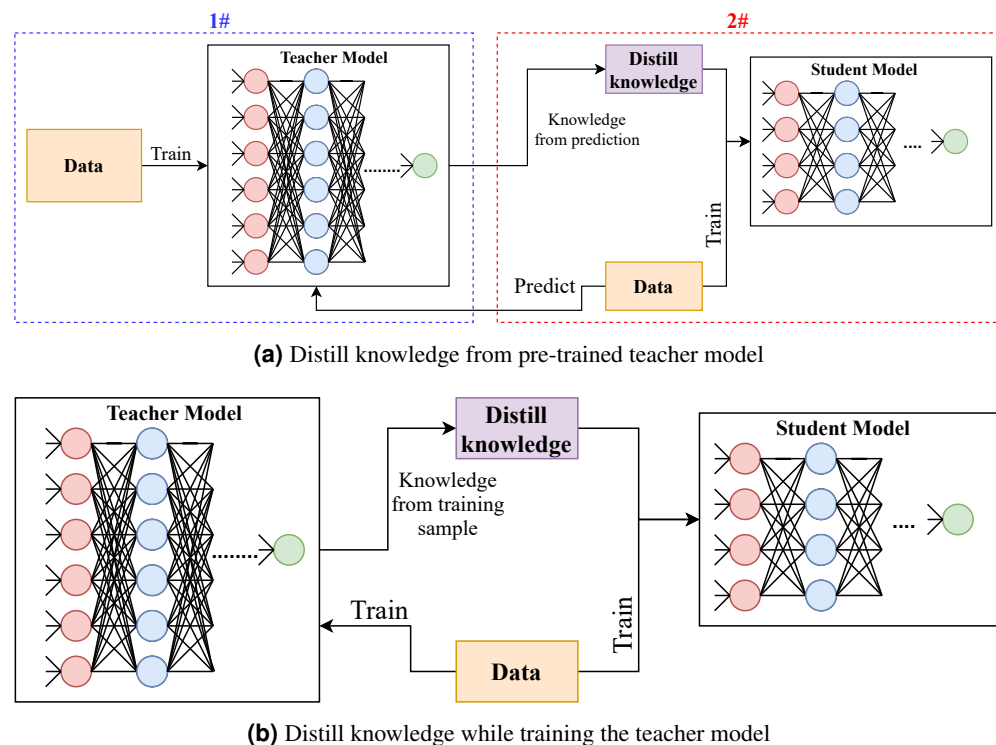 1#
2#
Teacher Model
Distill
knowledge
Student Model
Data
Train
........
Knowledge
from prediction
....
Train
Predict
Data
(a) Distill knowledge from pre-trained teacher model
Teacher Model
Distill
knowledge
Student Model
Knowledge
from training
sample
........
....
Train
Train
Data
(b) Distill knowledge while training the teacher model